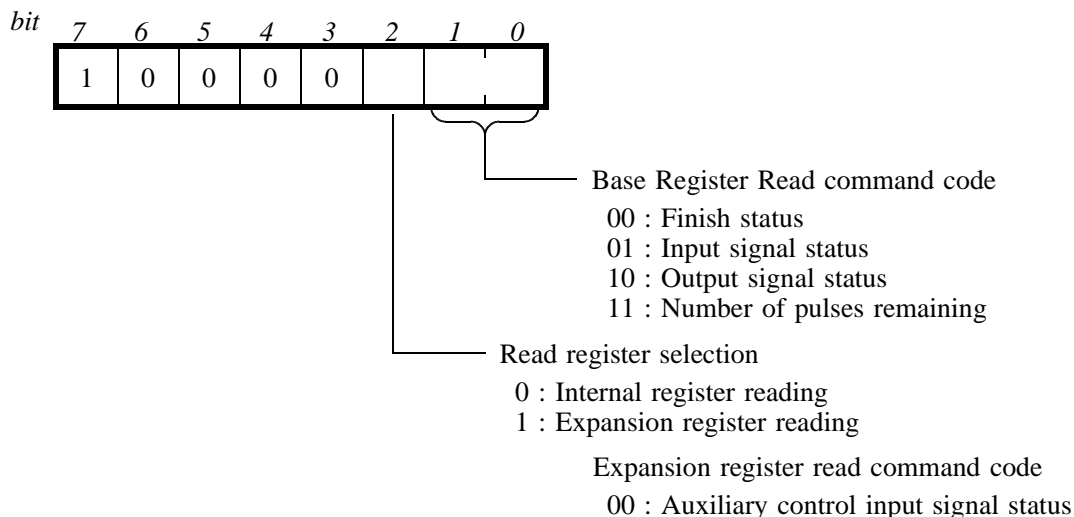 bit 7 6 5 4 3 2 1 0
1 0 0 0 0
Base Register Read command code
00 : Finish status
01 : Input signal status
10 : Output signal status
11 : Number of pulses remaining
Read register selection
0 : Internal register reading
1 : Expansion register reading
Expansion register read command code
00 : Auxiliary control input signal status